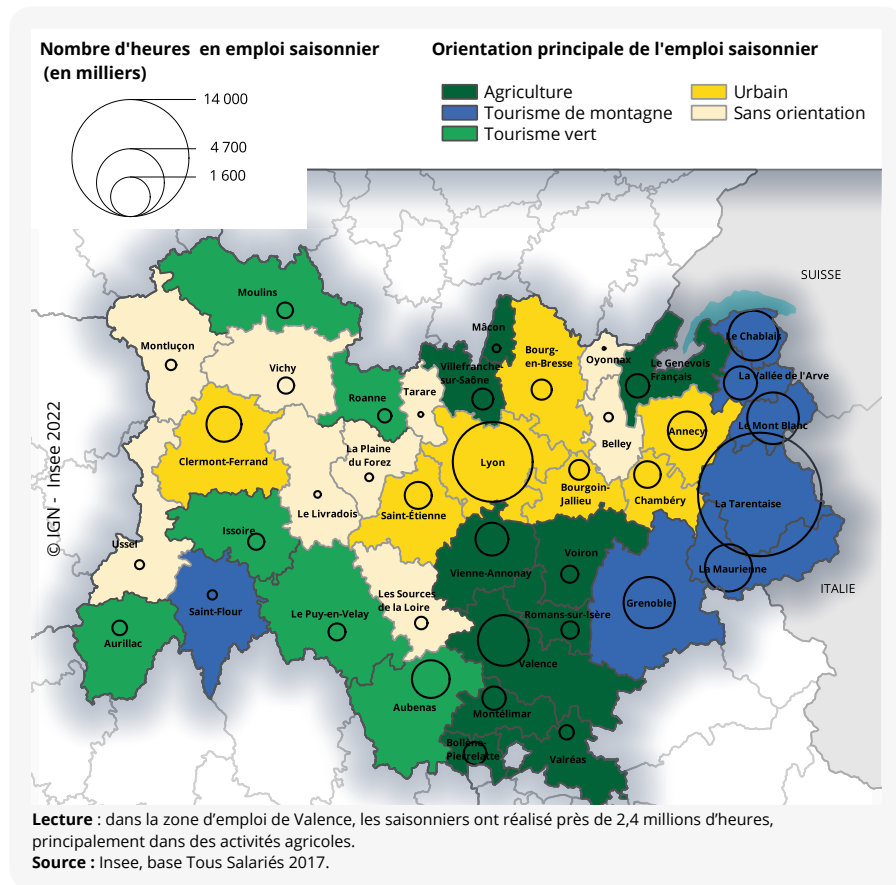 Nombre d'heures en emploi saisonnier
(en milliers)
14 000
4 700
1 600
Orientation principale de l'emploi saisonnier
Agriculture
Tourisme de montagne
Tourisme vert
Urbain
Sans orientation
SUISSE
Moulins
Mâcon
Le Chablais
Montluçon
Bourg-
en-Bresse
Oyonnax
Le Genevois
Français
Vichy
Villefranche-
sur-Saône
La Vallée de l'Arve
Roanne
Tarare
Le Mont Blanc
Annecy
Belley
La Plaine
du Forez
Clermont-Ferrand
Lyon
Bourgoin-
Jallieu
Chambéry
La Tarentaise
Le Livradois
Saint-Étienne
Issoire
Ussel
Voiron
Vienne-Annonay
La Maurienne
ITALIE
Les Sources
de la Loire
Grenoble
Saint-Flour
Le Puy-en-Velay
Romans-sur-Isère
Aurillac
Valence
Aubenas
Montélimar
Bollène-
Pierrelatte
Valréas
© IGN - Insee 2022
Lecture : dans la zone d’emploi de Valence, les saisonniers ont réalisé près de 2,4 millions d’heures,
principalement dans des activités agricoles.
Source : Insee, base Tous Salariés 2017.